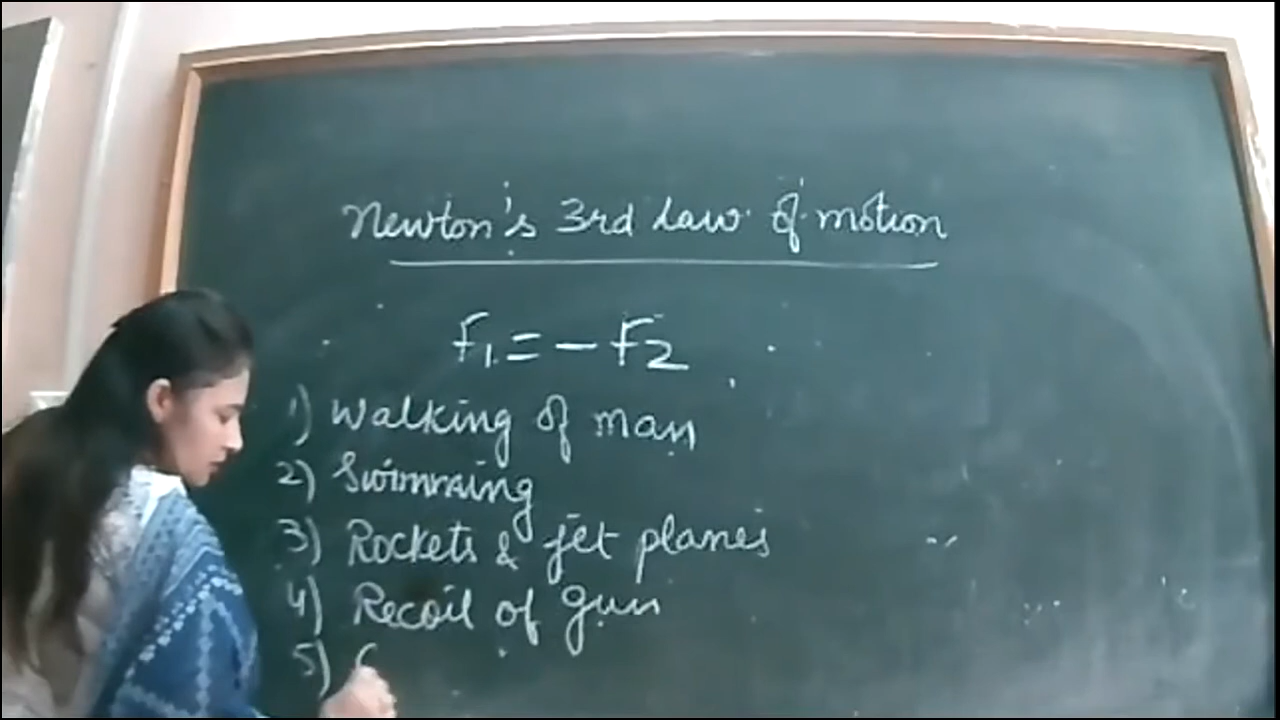 Newton's 3rd Law of motion
F1 = - F2
1) Walking of man
2) Swimming
3) Rockets & jet planes
4) Recoil of gun
5)